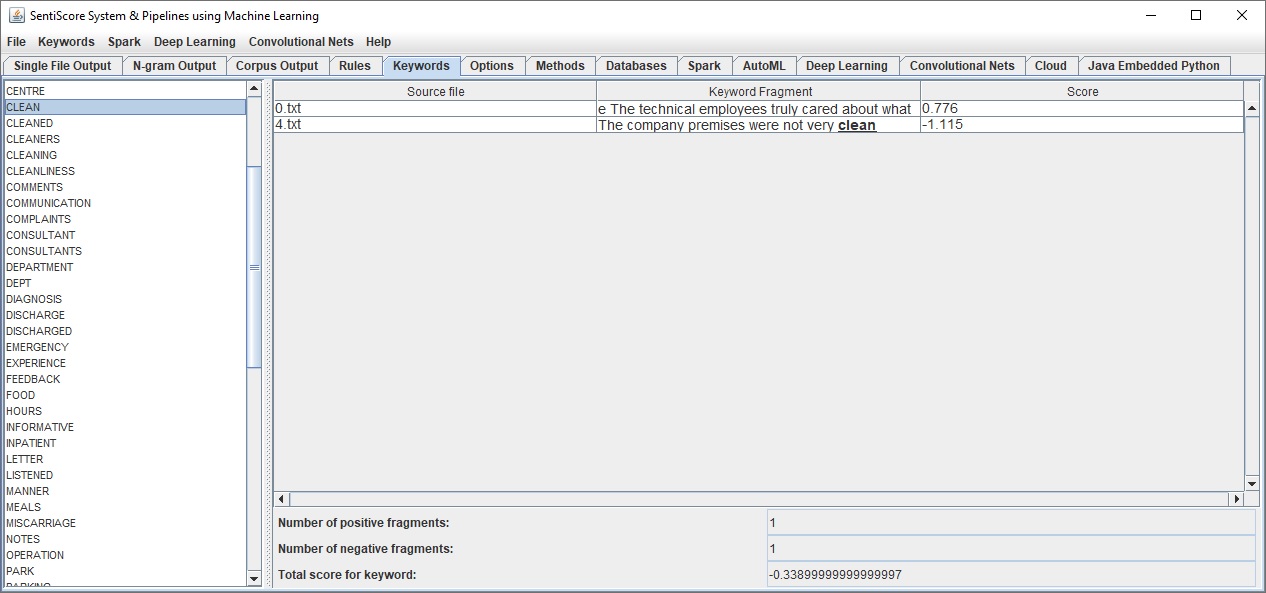 SentiScore System & Pipelines using Machine Learning
File Keywords Spark Deep Learning Convolutional Nets Help
Single File Output N-gram Output Corpus Output Rules Keywords Options Methods Databases Spark AutoML Deep Learning Convolutional Nets Cloud Java Embedded Python
CENTRE
CLEAN
CLEANED
CLEANERS
CLEANING
CLEANLINESS
COMMENTS
COMMUNICATION
COMPLAINTS
CONSULTANT
CONSULTANTS
DEPARTMENT
DEPT
DIAGNOSIS
DISCHARGE
DISCHARGED
EMERGENCY
EXPERIENCE
FEEDBACK
FOOD
HOURS
INFORMATIVE
INPATIENT
LETTER
LISTENED
MANNER
MEALS
MISCARRIAGE
NOTES
OPERATION
PARK
PARKING
Source file Keyword Fragment Score
0.txt e The technical employees truly cared about what 0.776
4.txt The company premises were not very clean -1.115
Number of positive fragments: 1
Number of negative fragments: 1
Total score for keyword: -0.33899999999999997